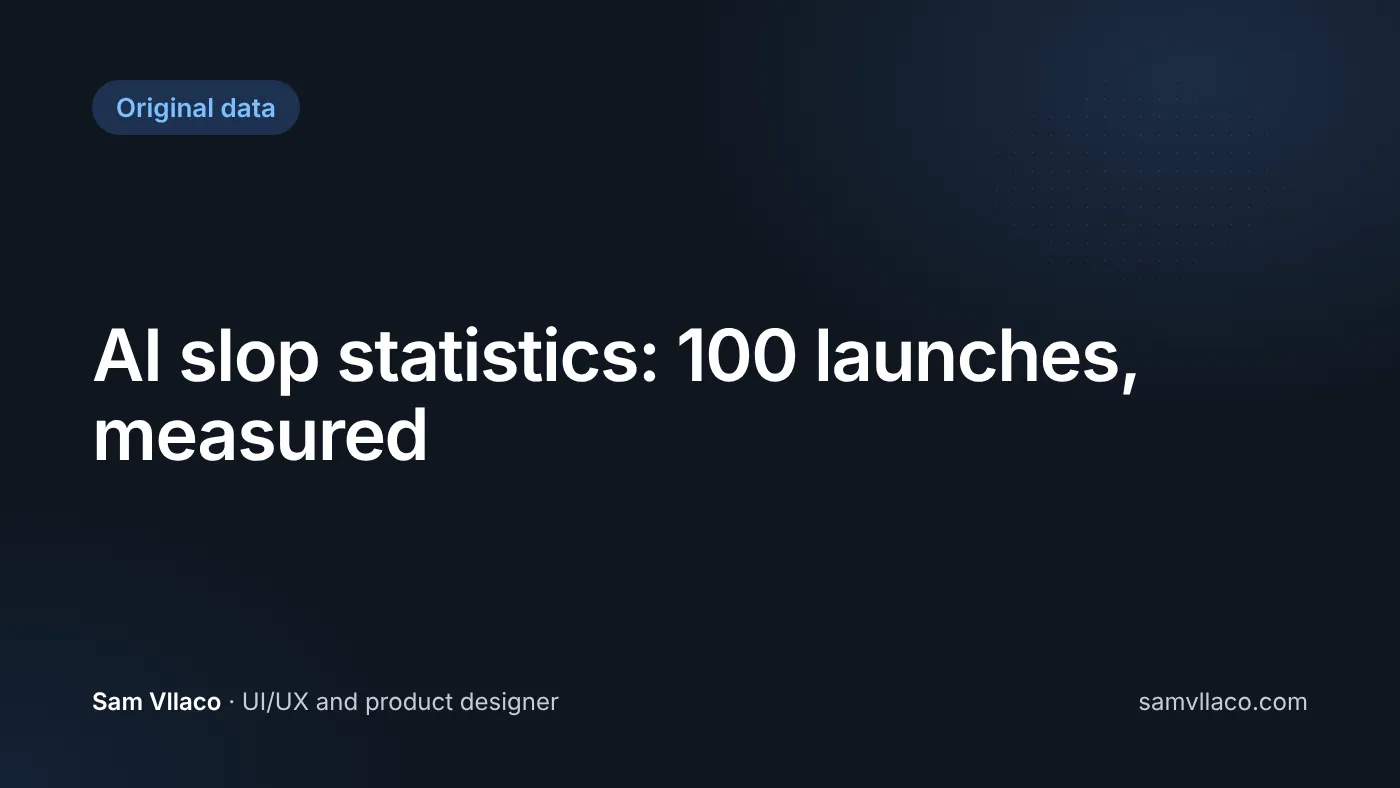 Original data
AI slop statistics: 100 launches,
measured
Sam Vllaco · UI/UX and product designer
samvllaco.com